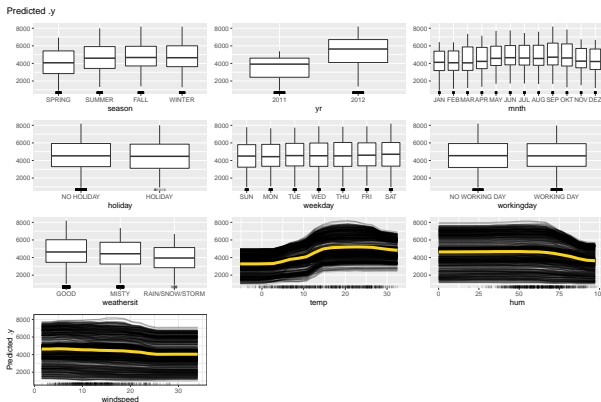 Predicted .y
8000
6000
4000
2000
SPRING SUMMER FALL WINTER
season
8000
6000
4000
2000
2011 2012
yr
8000
6000
4000
2000
JAN FEB MAR APR MAY JUN JUL AUG SEP OKT NOV DEZ
mnth
8000
6000
4000
2000
NO HOLIDAY HOLIDAY
holiday
8000
6000
4000
2000
SUN MON TUE WED THU FRI SAT
weekday
8000
6000
4000
2000
NO WORKING DAY WORKING DAY
workingday
8000
6000
4000
2000
GOOD MISTY RAIN/SNOW/STORM
weathersit
8000
6000
4000
2000
0 10 20 30
temp
8000
6000
4000
2000
0 25 50 75 100
hum
Predicted .y
8000
6000
4000
2000
0 10 20 30
windspeed